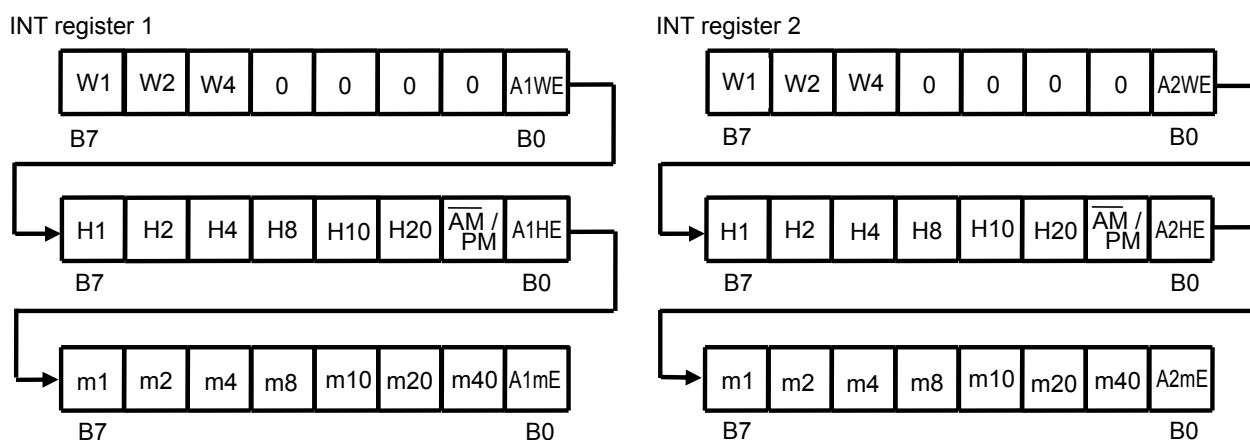 INT register 1
W1 W2 W4 0 0 0 0 A1WE
B7 B0
H1 H2 H4 H8 H10 H20 A̅M̅ / PM A1HE
B7 B0
m1 m2 m4 m8 m10 m20 m40 A1mE
B7 B0
INT register 2
W1 W2 W4 0 0 0 0 A2WE
B7 B0
H1 H2 H4 H8 H10 H20 A̅M̅ / PM A2HE
B7 B0
m1 m2 m4 m8 m10 m20 m40 A2mE
B7 B0